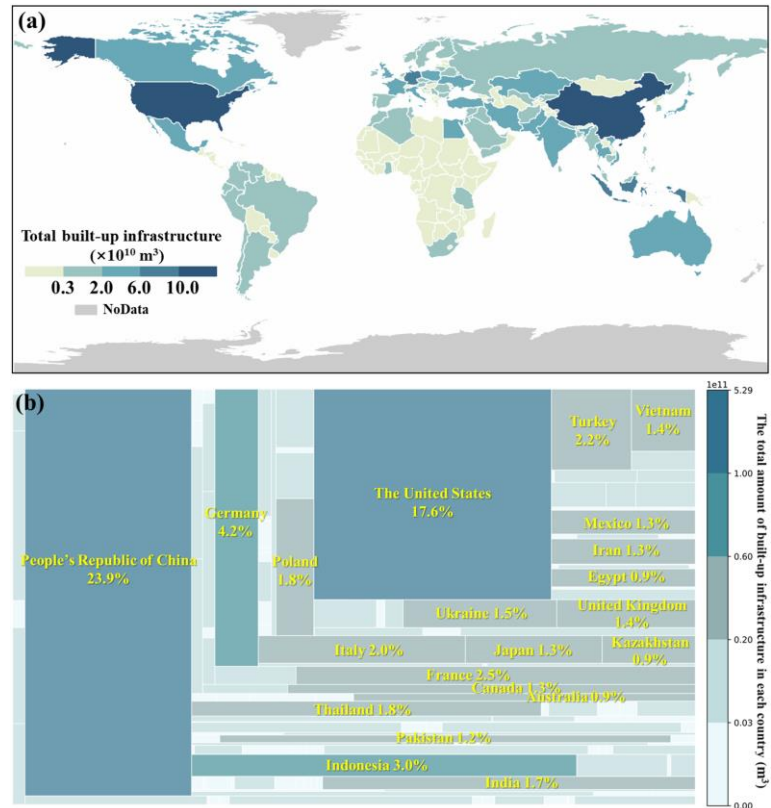 (a)
Total built-up infrastructure
(×10¹⁰ m³)
0.3 2.0 6.0 10.0
NoData
(b)
People's Republic of China
23.9%
Germany
4.2%
Poland
1.8%
The United States
17.6%
Turkey
2.2%
Vietnam
1.4%
Mexico 1.3%
Iran 1.3%
Egypt 0.9%
Ukraine 1.5%
United Kingdom
1.4%
Italy 2.0%
Japan 1.3%
Kazakhstan
0.9%
France 2.5%
Canada 1.3%
Australia 0.9%
Thailand 1.8%
Pakistan 1.2%
Indonesia 3.0%
India 1.7%
1e11
5.29
1.00
0.60
0.20
0.03
0.00
The total amount of
built-up infrastructure in each country (m³)